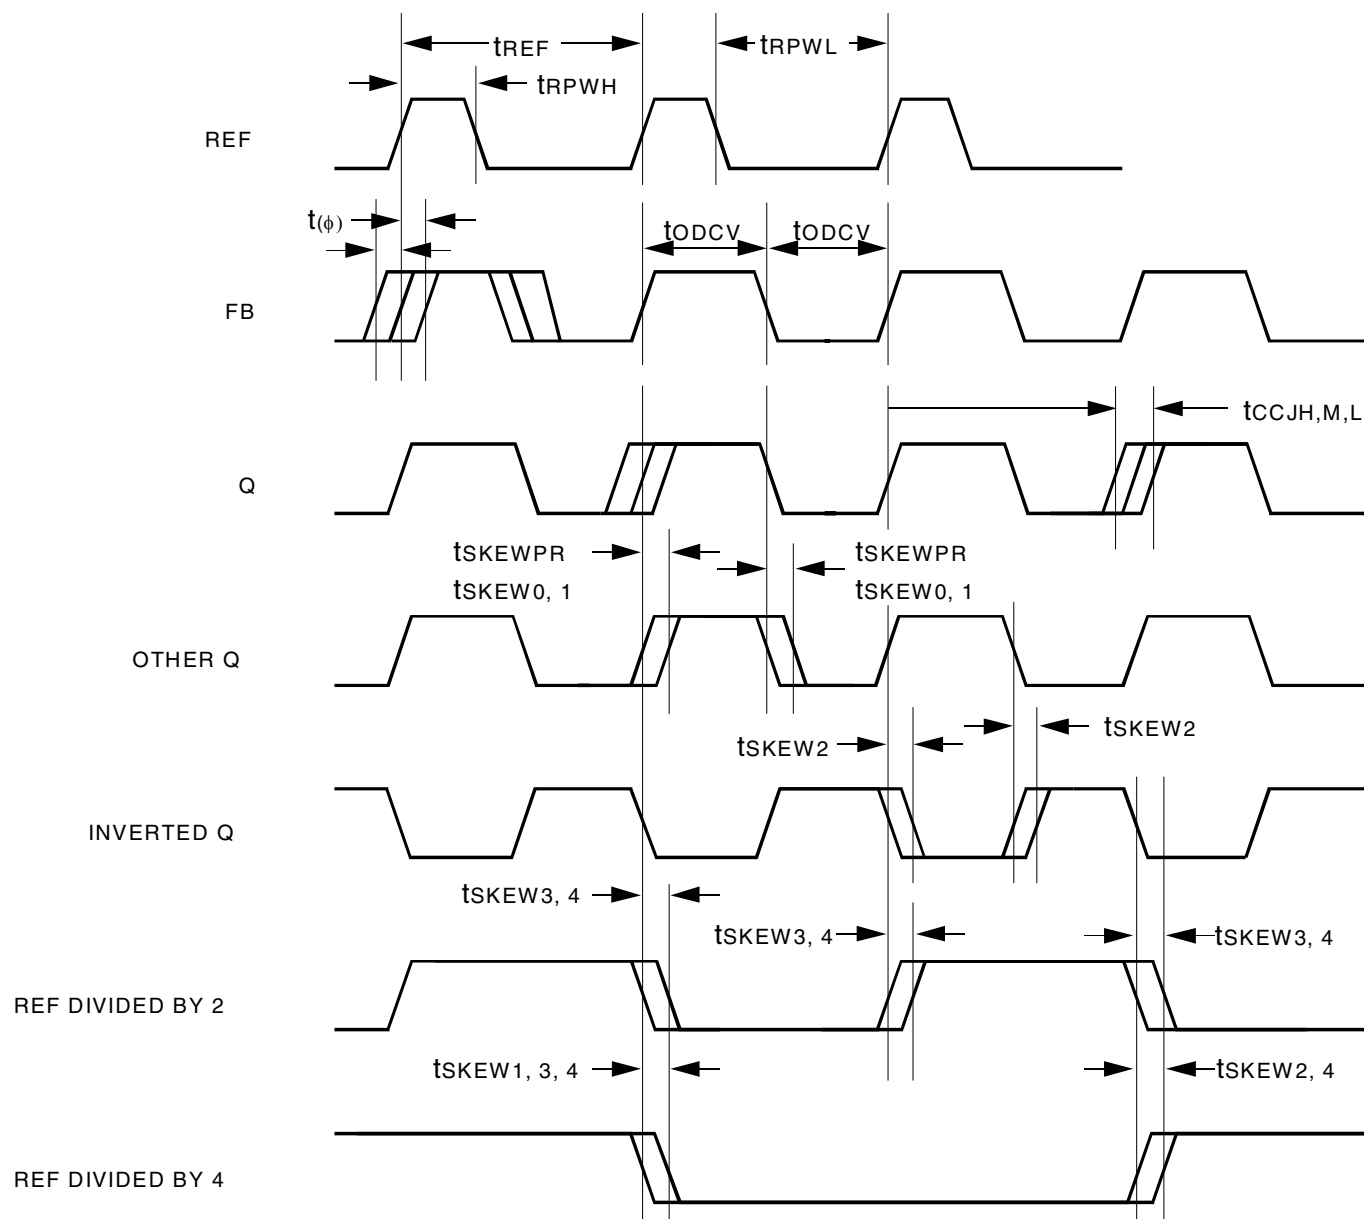 tREF
tRPWL
tRPWH
REF
t(ϕ)
tODCV
tODCV
FB
tCCJH,M,L
Q
tSKEWPR
tSKEW0, 1
tSKEWPR
tSKEW0, 1
OTHER Q
tSKEW2
tSKEW2
INVERTED Q
tSKEW3, 4
tSKEW3, 4
tSKEW3, 4
REF DIVIDED BY 2
tSKEW1, 3, 4
tSKEW2, 4
REF DIVIDED BY 4